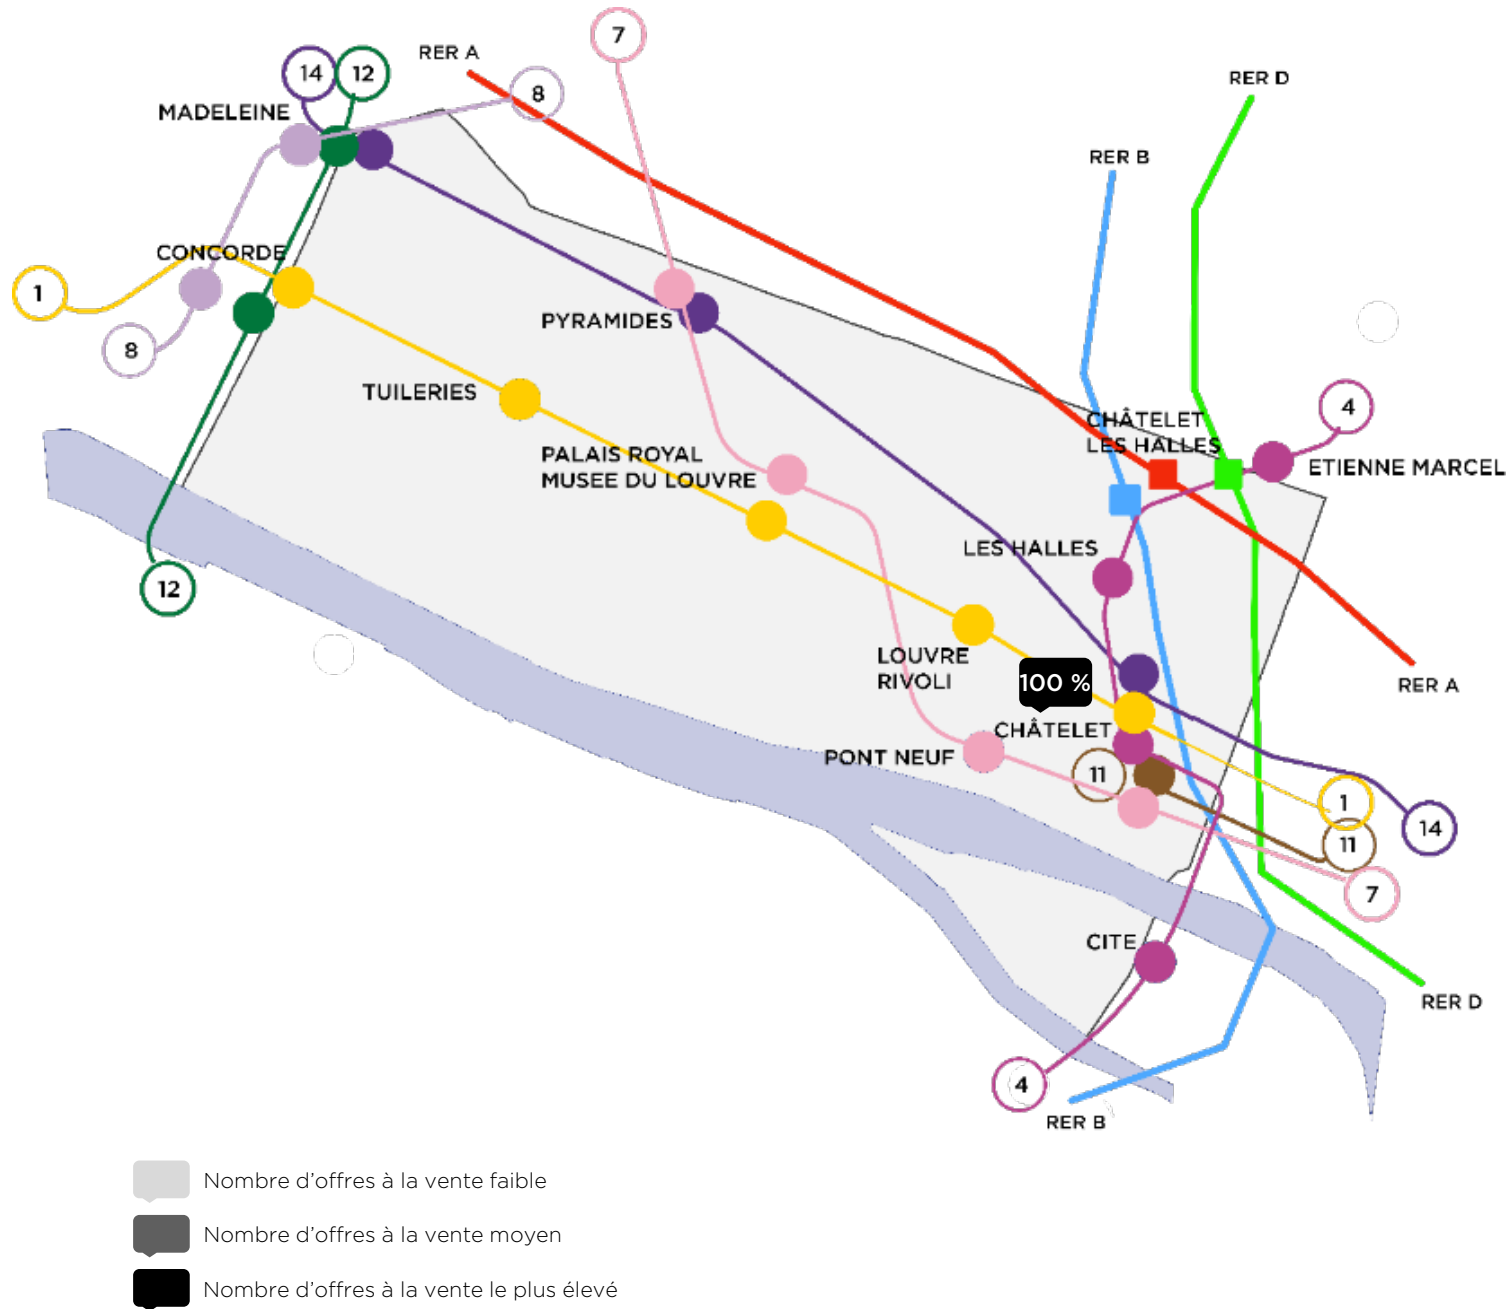 7
RER A
14
12
RER D
8
MADELEINE
RER B
CONCORDE
1
PYRAMIDES
8
TUILERIES
4
CHÂTELET
LES HALLES
PALAIS ROYAL
MUSEE DU LOUVRE
ETIENNE MARCEL
LES HALLES
12
LOUVRE
RIVOLI
100 %
RER A
CHÂTELET
PONT NEUF
11
1
14
11
7
CITE
RER D
4
RER B
Nombre d'offres à la vente faible
Nombre d'offres à la vente moyen
Nombre d'offres à la vente le plus élevé